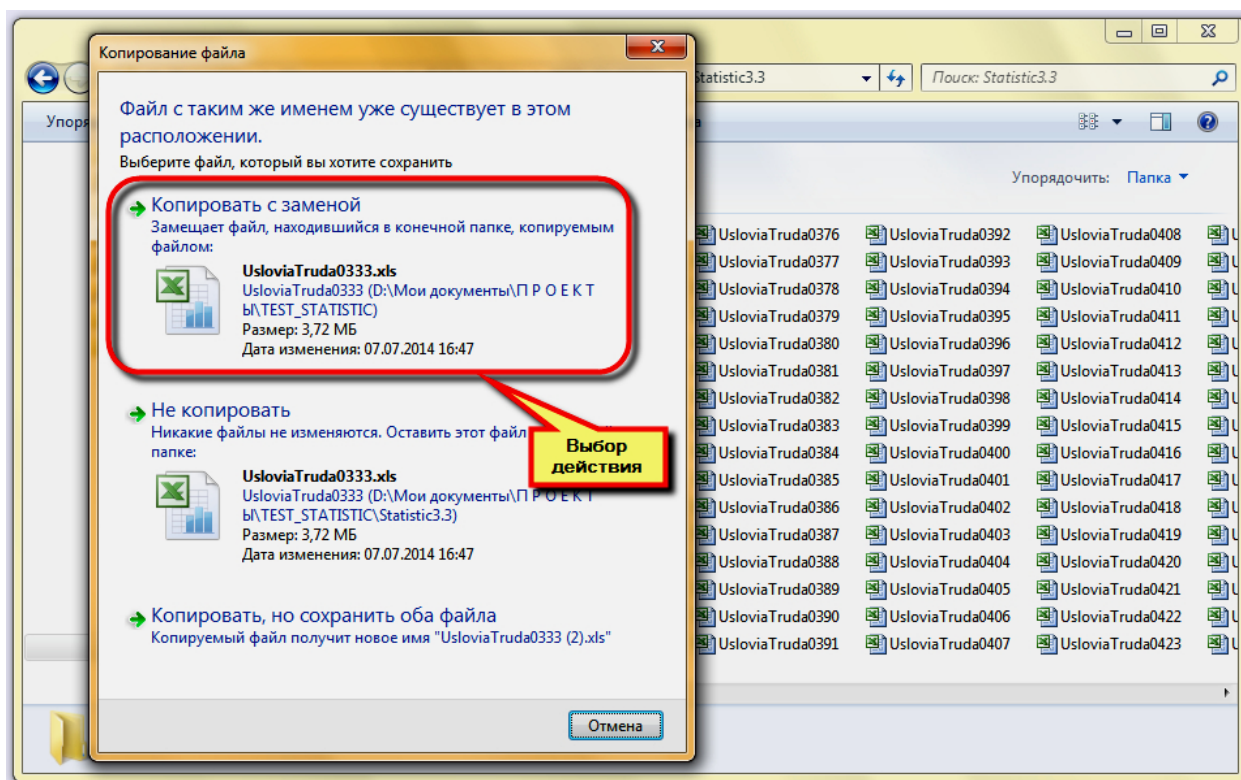 Копирование файла
Statistic3.3
Поиск: Statistic3.3
Упорядочить: Папка
Файл с таким же именем уже существует в этом
расположении.
Выберите файл, который вы хотите сохранить
Копировать с заменой
Замещает файл, находившийся в конечной папке, копируемым
файлом:
UsloviaTruda0333.xls
UsloviaTruda0333 (D:\Мои документы\П Р О Е К Т
Ы\TEST_STATISTIC)
Размер: 3,72 МБ
Дата изменения: 07.07.2014 16:47
Не копировать
Никакие файлы не изменяются. Оставить этот файл
папке:
UsloviaTruda0333.xls
UsloviaTruda0333 (D:\Мои документы\П Р О Е К Т
Ы\TEST_STATISTIC\Statistic3.3)
Размер: 3,72 МБ
Дата изменения: 07.07.2014 16:47
Выбор
действия
Копировать, но сохранить оба файла
Копируемый файл получит новое имя "UsloviaTruda0333 (2).xls"
Отмена
UsloviaTruda0376 UsloviaTruda0392 UsloviaTruda0408
UsloviaTruda0377 UsloviaTruda0393 UsloviaTruda0409
UsloviaTruda0378 UsloviaTruda0394 UsloviaTruda0410
UsloviaTruda0379 UsloviaTruda0395 UsloviaTruda0411
UsloviaTruda0380 UsloviaTruda0396 UsloviaTruda0412
UsloviaTruda0381 UsloviaTruda0397 UsloviaTruda0413
UsloviaTruda0382 UsloviaTruda0398 UsloviaTruda0414
UsloviaTruda0383 UsloviaTruda0399 UsloviaTruda0415
UsloviaTruda0384 UsloviaTruda0400 UsloviaTruda0416
UsloviaTruda0385 UsloviaTruda0401 UsloviaTruda0417
UsloviaTruda0386 UsloviaTruda0402 UsloviaTruda0418
UsloviaTruda0387 UsloviaTruda0403 UsloviaTruda0419
UsloviaTruda0388 UsloviaTruda0404 UsloviaTruda0420
UsloviaTruda0389 UsloviaTruda0405 UsloviaTruda0421
UsloviaTruda0390 UsloviaTruda0406 UsloviaTruda0422
UsloviaTruda0391 UsloviaTruda0407 UsloviaTruda0423